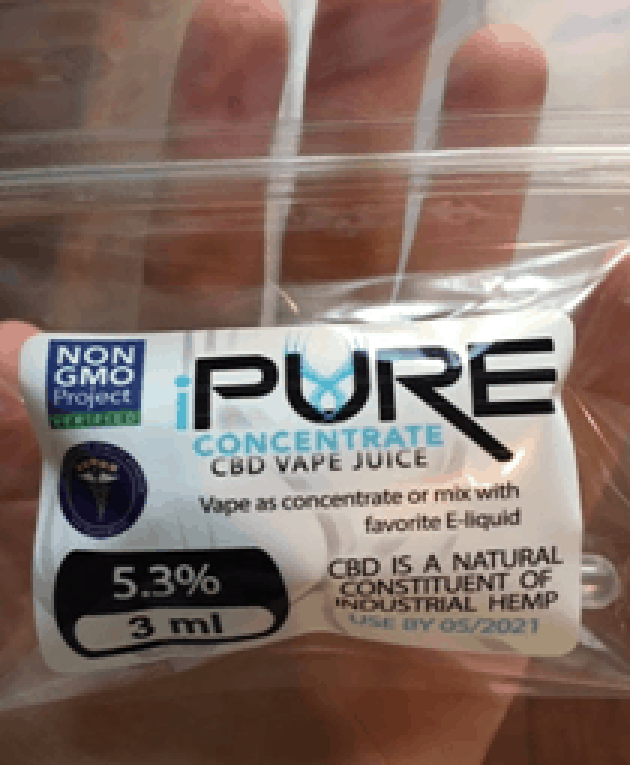 NON
GMO
Project
VERIFIED
iPURE
CONCENTRATE
CBD VAPE JUICE
Vape as concentrate or mix with
favorite E-liquid
5.3%
3 ml
CBD IS A NATURAL
CONSTITUENT OF
INDUSTRIAL HEMP
USE BY 05/2021